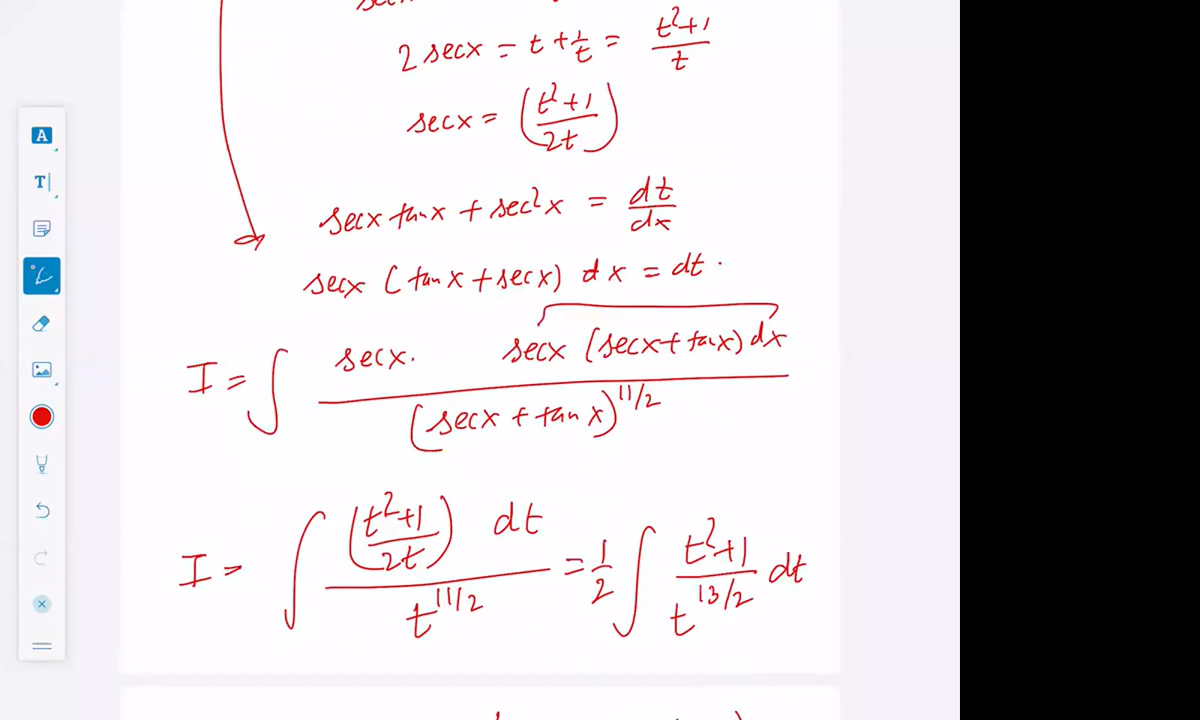 2 secx = t + 1/t = (t²+1)/t
secx = ((t²+1)/2t)
secx tanx + sec²x = dt/dx
secx (tanx + secx) dx = dt.
I = ∫ secx. secx (secx + tanx) dx / (secx + tanx)^11/2
I = ∫ ((t²+1)/2t) dt / t^11/2 = 1/2 ∫ (t²+1)/t^13/2 dt